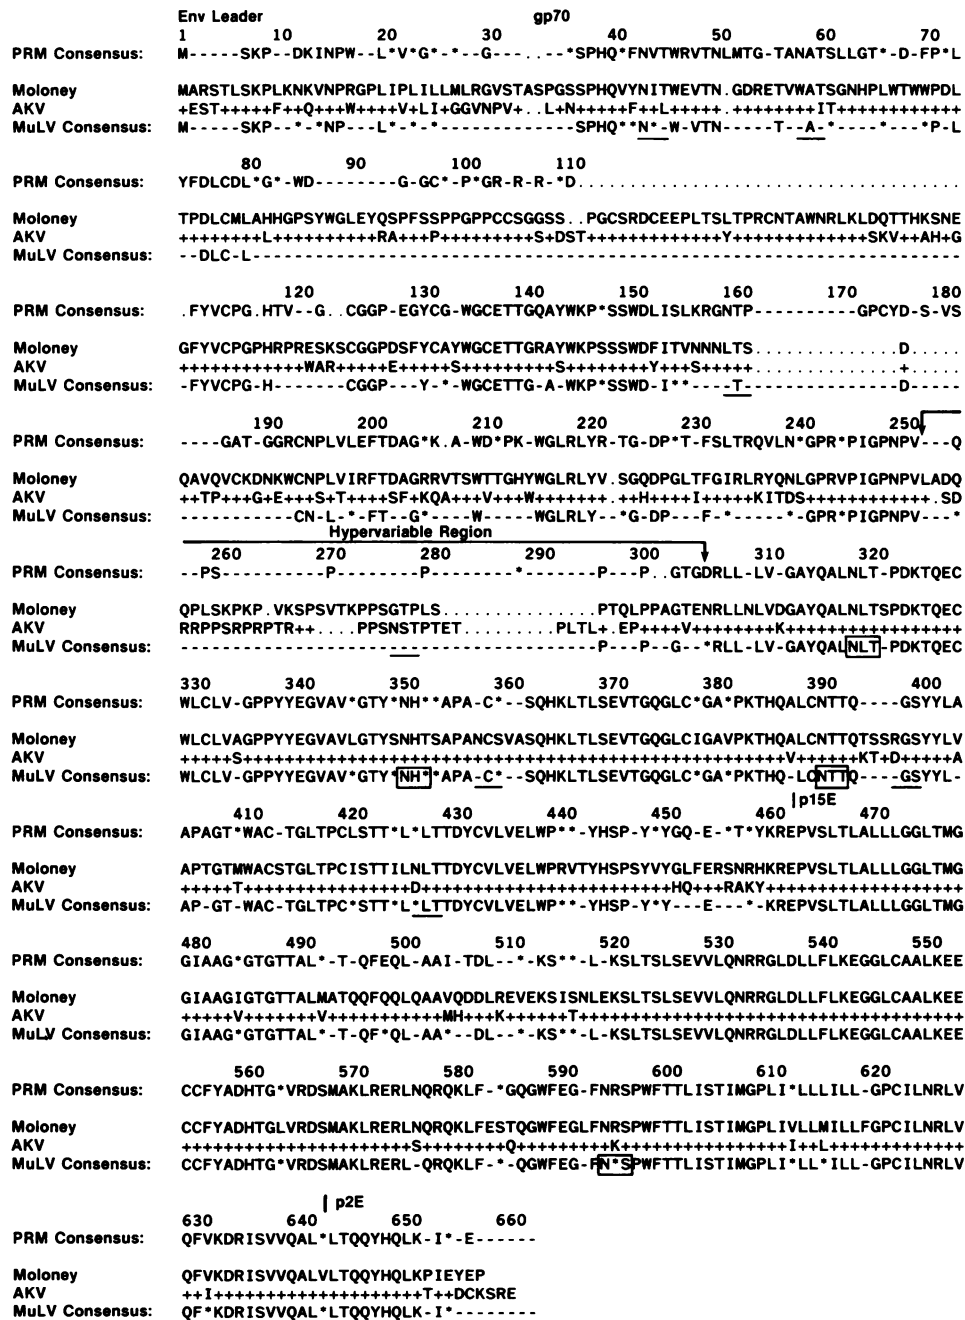 Env Leader gp70
1 10 20 30 40 50 60 72
PRM Consensus: M-----SKP--DKINPW--L*V*G*-*--G-----*SPHQ*FNVTWRVTNLMTG-TANATSLLGT*-D-FP*L
Moloney MARSTLSKPLKNKVNPRGPLIPLILLMLRGVSTASPGSSPHQVYNITWEVTN.GDRETVWATSGNHPLWTWWPDL
AKV +EST+++++F++Q+++W++++V+LI+GGVNPV+..L+N+++++F++L+++++.+++++++++IT++++++++++++
MuLV Consensus: M-----SKP--*-*NP---L*-*-*-----------SPHQ**N*-W-VTN----T--A-*----*---*-*P-L
80 90 100 110
PRM Consensus: YFDLCDL*G*-WD--------G-GC*-P*GR-R-R-*D.....................................
Moloney TPDLCMLAHHGPSYWGLEYQSPFSSPPGPPCCSGGSS..PGCSRDCEEPLTSLTPRCNTAWNRLKLDQTTHKSNE
AKV ++++++++L++++++++++RA+++P+++++++++S+DST+++++++++++++Y+++++++++++++SKV++AH+G
MuLV Consensus: --DLC-L--------------------------------------------------------------------
120 130 140 150 160 170 180
PRM Consensus: .FYVCPG.HTV--G..CGGP-EGYCG-WGCETTGQAYWKP*SSWDLISLKRGNTP----------GPCYD-S-VS
Moloney GFYVCPGPHRPRESKSCGGPDSFYCAYWGCETTGRAYWKPSSSWDFITVNNNLTS..............D.....
AKV ++++++++++++WAR+++++E+++++S+++++++++S+++++++Y+++S+++++..............+.....
MuLV Consensus: -FYVCPG-H-------CGGP---Y-*-WGCETTG-A-WKP*SSWD-I**---T---------------D-----
190 200 210 220 230 240 250
PRM Consensus: ----GAT-GGRCNPLVLEFTDAG*K.A-WD*PK-WGLRLYR-TG-DP*T-FSLTRQVLN*GPR*PIGPNPV---Q
Moloney QAVQVCKDNKWCNPLVIRFTDAGRRVTSWTTGHYWGLRLYV.SGQDPGLTFGIRLRYQNLGPRVPIGPNPVLADQ
AKV ++TP+++G+E+++S+T++++SF+KQA+++V+++W+++++++.++H++++I+++++KITDS++++++++++++.SD
MuLV Consensus: -----------CN-L-*-FT--G*----W-----WGLRLY--*G-DP---F-*-----*-GPR*PIGPNPV---*
Hypervariable Region
260 270 280 290 300 310 320
PRM Consensus: --PS----------P--------P--------*-------P---P..GTGDRLL-LV-GAYQALNLT-PDKTQEC
Moloney QPLSKPKP.VKSPSVTKPPSGTPLS..............PTQLPPAGTENRLLNLVDGAYQALNLTSPDKTQEC
AKV RRPPSRPRPTR++....PPSNSTPTET.........PLTL+.EP++++V++++++++K+++++++++++++++++
MuLV Consensus: ----------------------------------------P---P--G--*RLL-LV-GAYQALNLT-PDKTQEC
330 340 350 360 370 380 390 400
PRM Consensus: WLCLV-GPPYYEGVAV*GTY*NH**APA-C*--SQHKLTLSEVTGQGLC*GA*PKTHQALCNTTQ----GSYYLA
Moloney WLCLVAGPPYYEGVAVLGTYSNHTSAPANCSVASQHKLTLSEVTGQGLCIGAVPKTHQALCNTTQTSSRGSYYLV
AKV +++++S++++++++++++++++++++++++++++++++++++++++++++++++++++V++++++KT+D+++++A
MuLV Consensus: WLCLV-GPPYYEGVAV*GTY*NH**APA-C*--SQHKLTLSEVTGQGLC*GA*PKTHQ-LCNTTQ----GSYYL-
p15E
410 420 430 440 450 462 470
PRM Consensus: APAGT*WAC-TGLTPCLSTT*L*LTTDYCVLVELWP**-YHSP-Y*YGQ-E-*T*YKREPVSLTLALLLGGLTMG
Moloney APTGTMWACSTGLTPCISTTILNLTTDYCVLVELWPRVTYHSPSYVYGLFERSNRHKREPVSLTLALLLGGLTMG
AKV +++++T++++++++++++++++D++++++++++++++++++++++++HQ+++RAKY+++++++++++++++++++
MuLV Consensus: AP-GT-WAC-TGLTPC*STT*L*LTTDYCVLVELWP**-YHSP-Y*Y---E---*-KREPVSLTLALLLGGLTMG
480 490 500 510 520 530 540 550
PRM Consensus: GIAAG*GTGTTAL*-T-QFEQL-AAI-TDL--*-KS**-L-KSLTSLSEVVLQNRRGLDLLFLKEGGLCAALKEE
Moloney GIAAGIGTGTTALMATQQFQQLQAAVQDDLREVEKSISNLEKSLTSLSEVVLQNRRGLDLLFLKEGGLCAALKEE
AKV +++++V+++++++V+++++++++++MH+++K++++++T+++++++++++++++++++++++++++++++++++++
MuLV Consensus: GIAAG*GTGTTAL*-T-QF*QL-AA*--DL--*-KS**-L-KSLTSLSEVVLQNRRGLDLLFLKEGGLCAALKEE
560 570 580 590 600 610 620
PRM Consensus: CCFYADHTG*VRDSMAKLRERLNQRQKLF-*GQGWFEG-FNRSPWFTTLISTIMGPLI*LLLILL-GPCILNRLV
Moloney CCFYADHTGLVRDSMAKLRERLNQRQKLFESTQGWFEGLFNRSPWFTTLISTIMGPLIVLLMILLFGPCILNRLV
AKV ++++++++++++++++++++++S++++++++Q+++++++++K++++++++++++++++I++L+++++++++++++
MuLV Consensus: CCFYADHTG*VRDSMAKLRERL-QRQKLF-*-QGWFEG-FN*SPWFTTLISTIMGPLI*LL*ILL-GPCILNRLV
p2E
630 640 650 660
PRM Consensus: QFVKDRISVVQAL*LTQQYHQLK-I*-E------
Moloney QFVKDRISVVQALVLTQQYHQLKPIEYEP
AKV ++I++++++++++++++++++++T++DCKSRE
MuLV Consensus: QF*KDRISVVQAL*LTQQYHQLK-I*--------